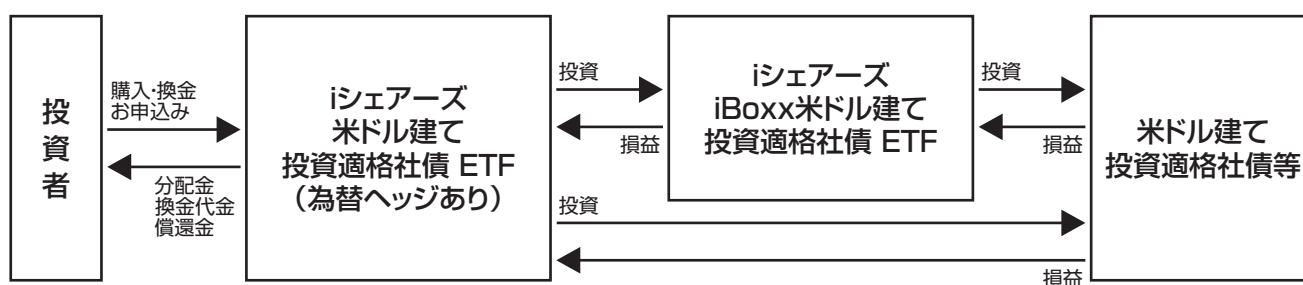 投資者
購入・換金
お申込み
分配金
換金代金
償還金
iシェアーズ
米ドル建て
投資適格社債 ETF
(為替ヘッジあり)
投資
損益
iシェアーズ
iBoxx米ドル建て
投資適格社債 ETF
投資
損益
投資
損益
米ドル建て
投資適格社債等